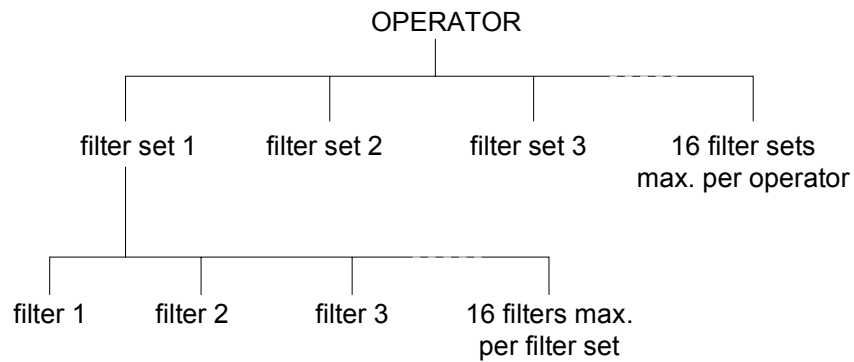 OPERATOR
filter set 1
filter set 2
filter set 3
16 filter sets
max. per operator
filter 1
filter 2
filter 3
16 filters max.
per filter set